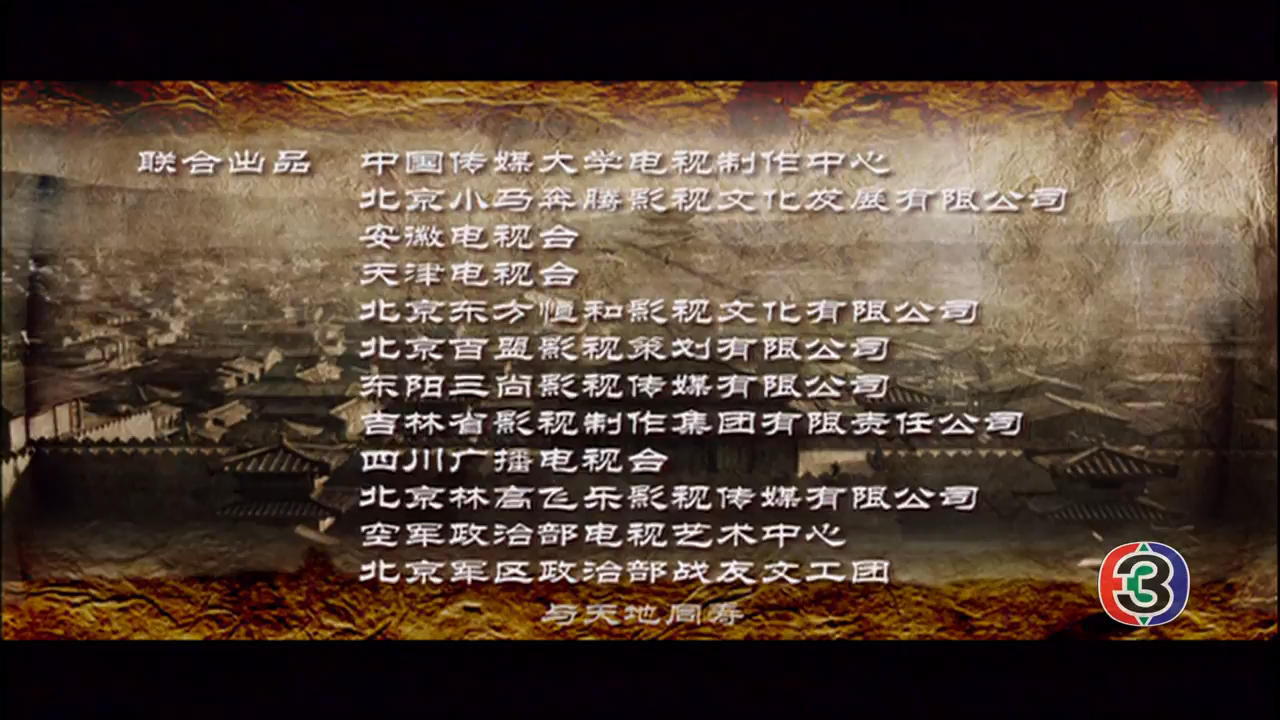 联合出品 中国传媒大学电视制作中心
北京小马奔腾影视文化发展有限公司
安徽电视台
天津电视台
北京东方恒和影视文化有限公司
北京百盟影视策划有限公司
东阳三尚影视传媒有限公司
吉林省影视制作集团有限责任公司
四川广播电视台
北京林高飞乐影视传媒有限公司
空军政治部电视艺术中心
北京军区政治部战友文工团
与天地同寿
3